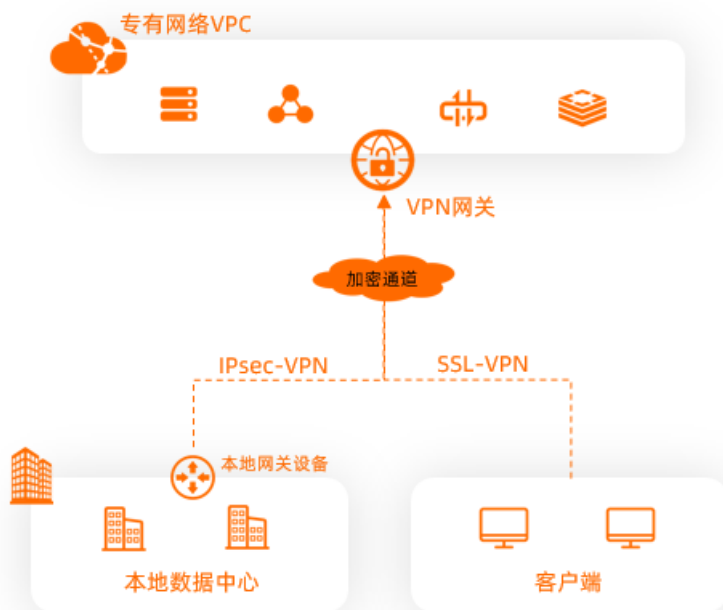 专有网络VPC
VPN网关
加密通道
IPsec-VPN
SSL-VPN
本地网关设备
本地数据中心
客户端